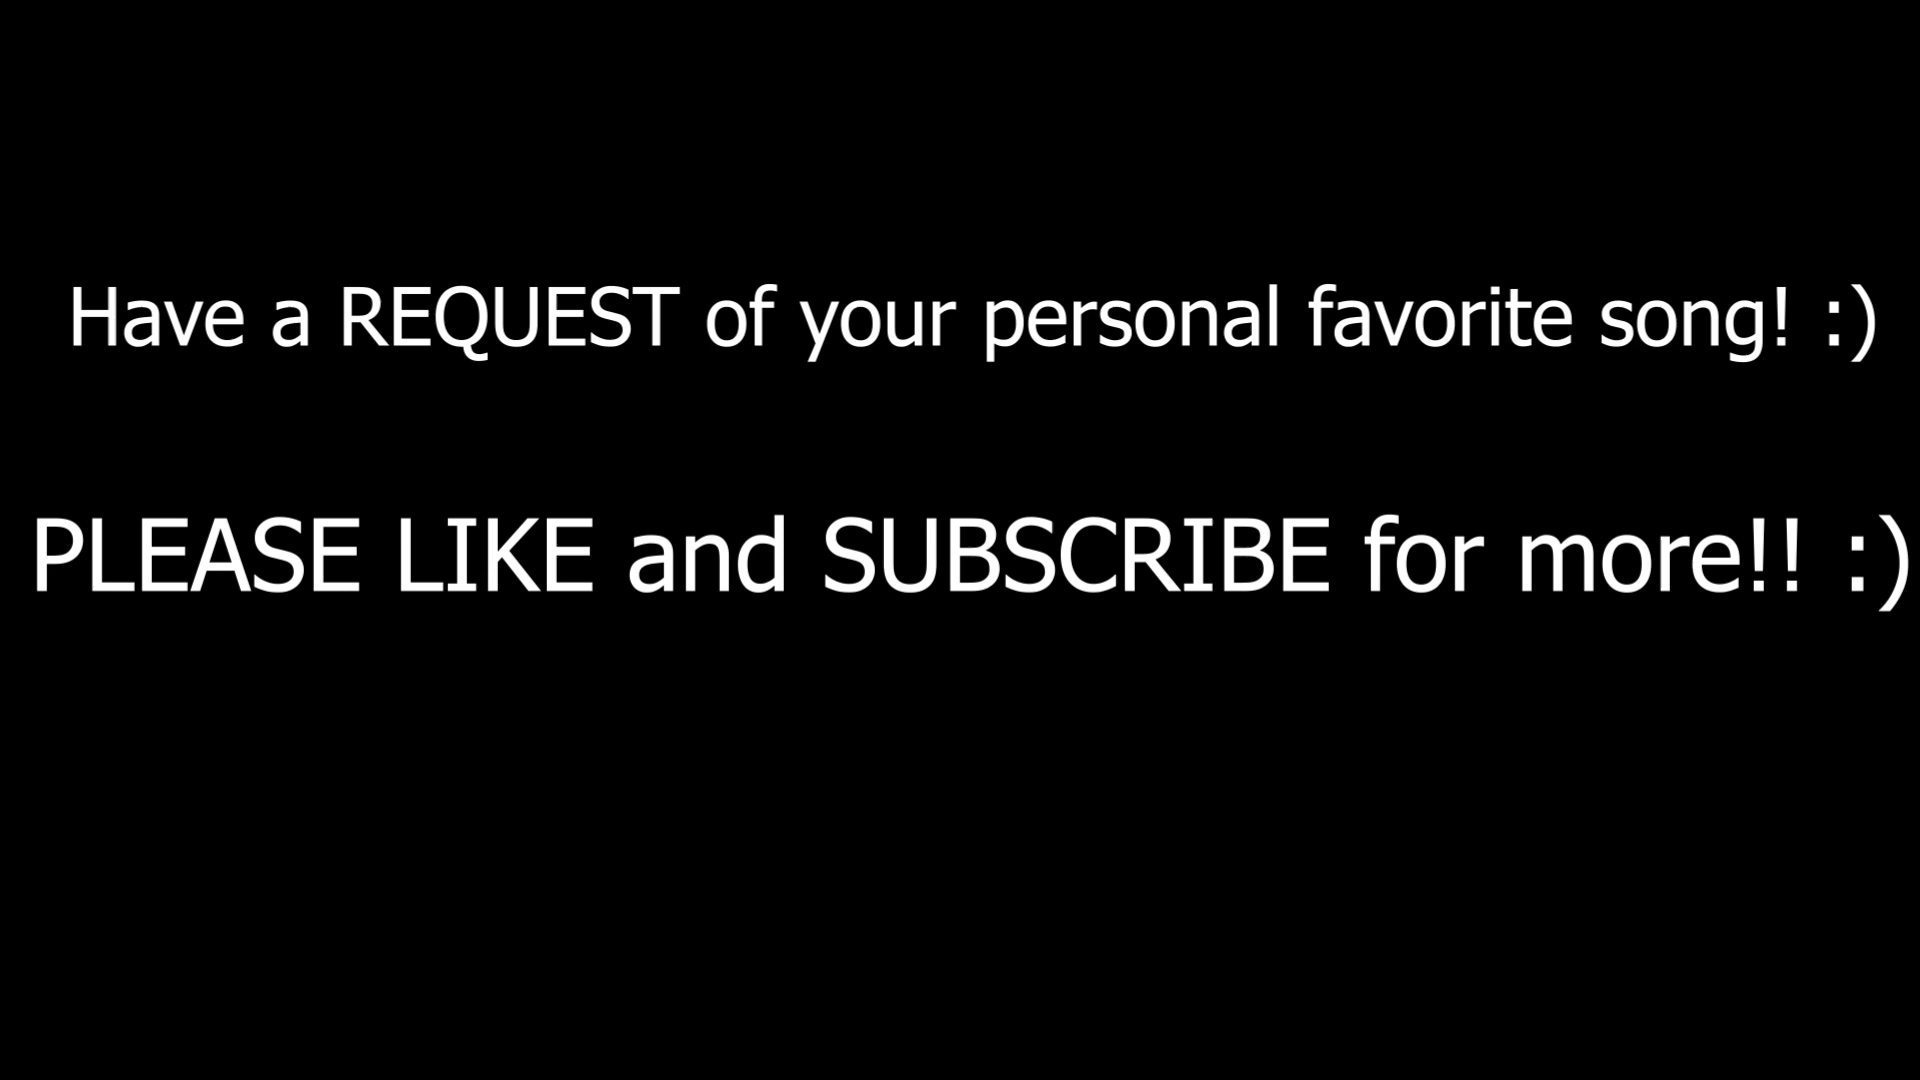 Have a REQUEST of your personal favorite song! :)
PLEASE LIKE and SUBSCRIBE for more!! :)